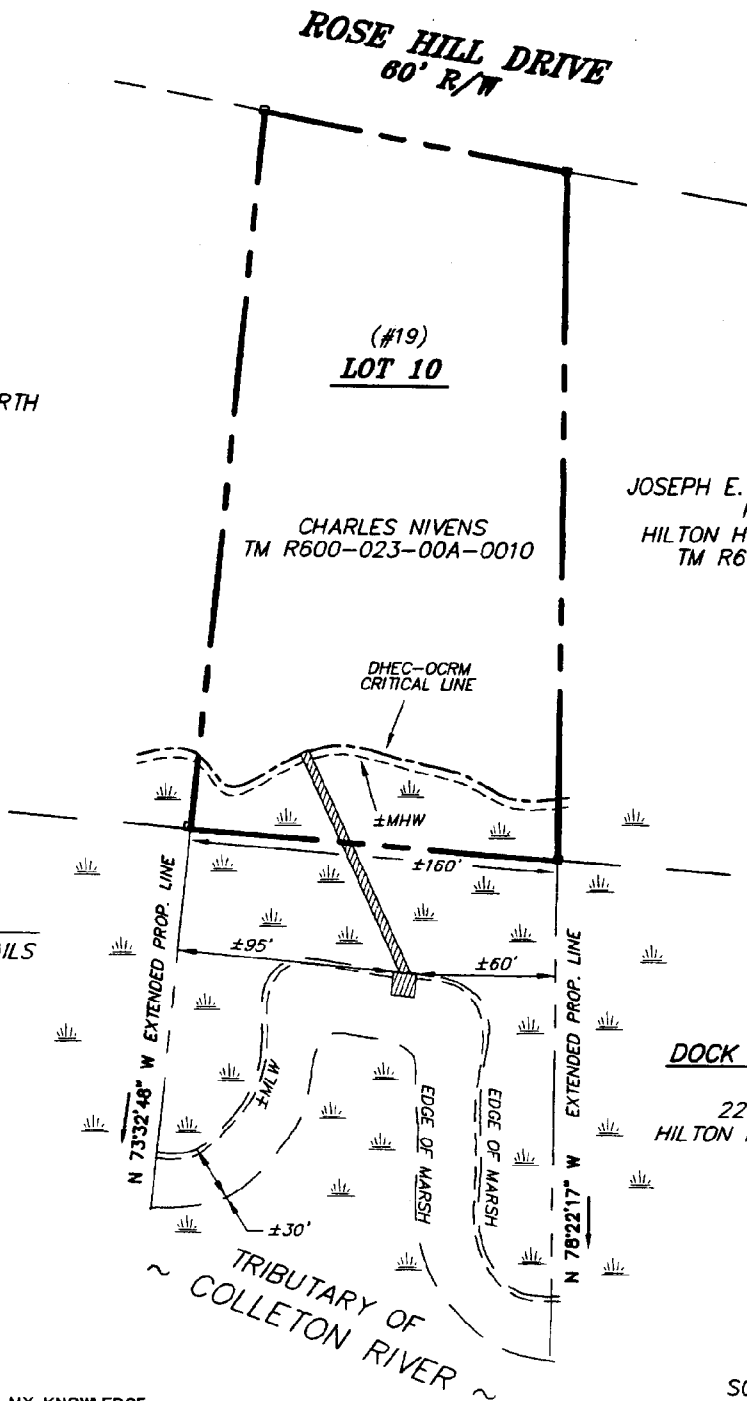 ROSE HILL DRIVE
60' R/W
(#19)
LOT 10
RTH
JOSEPH E.
HILTON H
TM R6
CHARLES NIVENS
TM R600-023-00A-0010
DHEC-OCRM
CRITICAL LINE
±MHW
±160'
ILS
±95'
±60'
N 73°32'48" W EXTENDED PROP. LINE
N 78°22'17" W EXTENDED PROP. LINE
±MLW
EDGE OF MARSH
EDGE OF MARSH
DOCK
22
HILTON
±30'
TRIBUTARY OF
~ COLLETON RIVER ~
MY KNOWLEDGE